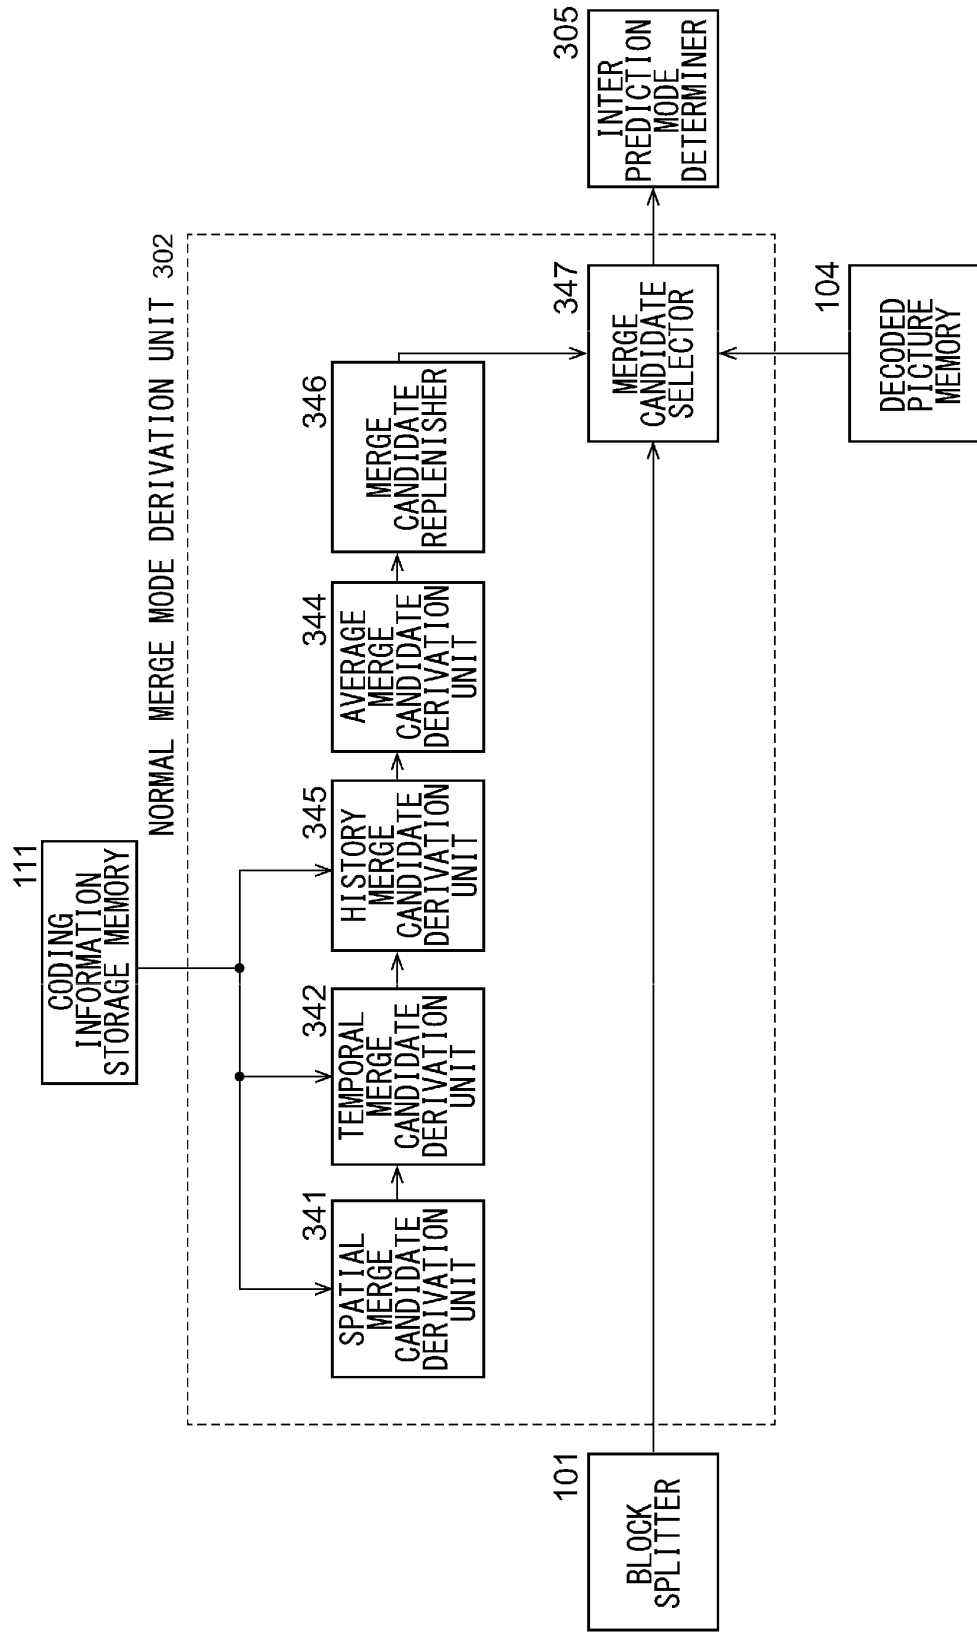 111
CODING
INFORMATION
STORAGE MEMORY
NORMAL MERGE MODE DERIVATION UNIT 302
341
SPATIAL
MERGE
CANDIDATE
DERIVATION
UNIT
342
TEMPORAL
MERGE
CANDIDATE
DERIVATION
UNIT
345
HISTORY
MERGE
CANDIDATE
DERIVATION
UNIT
344
AVERAGE
MERGE
CANDIDATE
DERIVATION
UNIT
346
MERGE
CANDIDATE
REPLENISHER
101
BLOCK
SPLITTER
347
MERGE
CANDIDATE
SELECTOR
305
INTER
PREDICTION
MODE
DETERMINER
104
DECODED
PICTURE
MEMORY